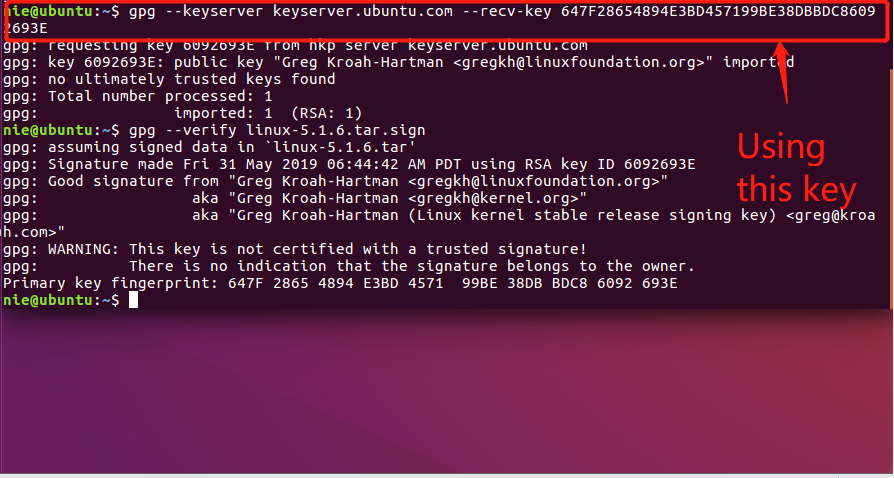 nie@ubuntu:~$ gpg --keyserver keyserver.ubuntu.com --recv-key 647F28654894E3BD457199BE38DBBDC8609
2693E
gpg: requesting key 6092693E from hkp server keyserver.ubuntu.com
gpg: key 6092693E: public key "Greg Kroah-Hartman <gregkh@linuxfoundation.org>" imported
gpg: no ultimately trusted keys found
gpg: Total number processed: 1
gpg:               imported: 1  (RSA: 1)
nie@ubuntu:~$ gpg --verify linux-5.1.6.tar.sign
gpg: assuming signed data in `linux-5.1.6.tar'
gpg: Signature made Fri 31 May 2019 06:44:42 AM PDT using RSA key ID 6092693E
gpg: Good signature from "Greg Kroah-Hartman <gregkh@linuxfoundation.org>"
gpg:                 aka "Greg Kroah-Hartman <gregkh@kernel.org>"
gpg:                 aka "Greg Kroah-Hartman (Linux kernel stable release signing key) <greg@kroa
h.com>"
gpg: WARNING: This key is not certified with a trusted signature!
gpg:          There is no indication that the signature belongs to the owner.
Primary key fingerprint: 647F 2865 4894 E3BD 4571  99BE 38DB BDC8 6092 693E
nie@ubuntu:~$
Using
this key